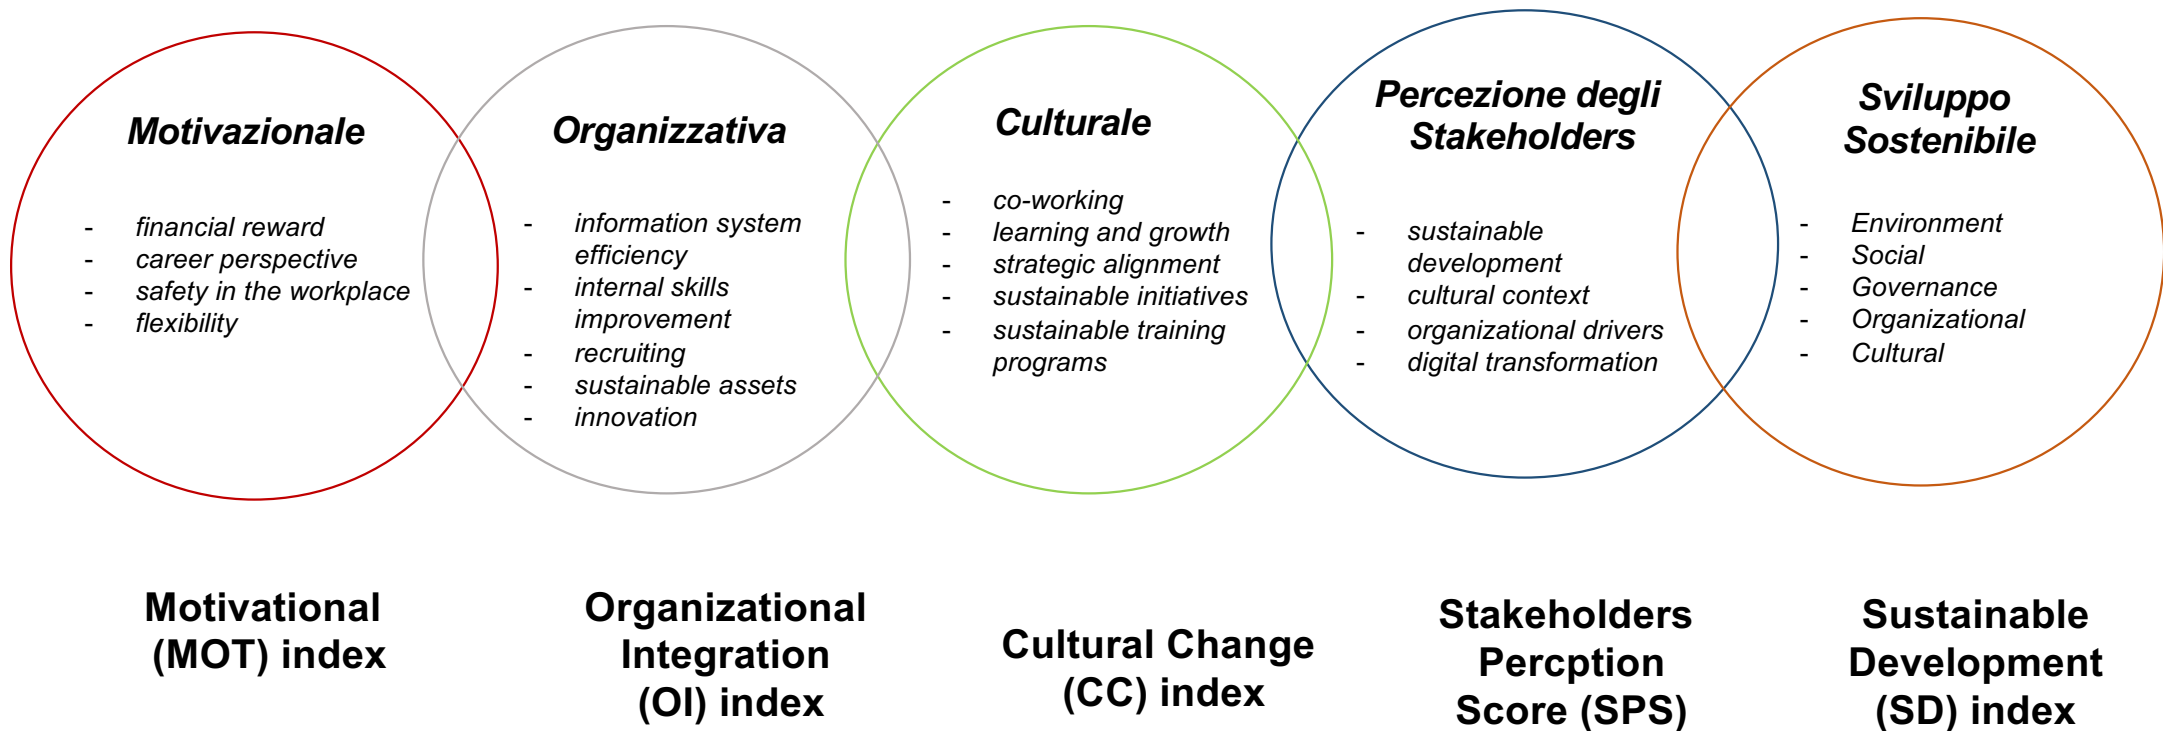 Motivazionale
- financial reward
- career perspective
- safety in the workplace
- flexibility
Organizzativa
- information system
efficiency
- internal skills
improvement
- recruiting
- sustainable assets
- innovation
Culturale
- co-working
- learning and growth
- strategic alignment
- sustainable initiatives
- sustainable training
programs
Percezione degli
Stakeholders
- sustainable
development
- cultural context
- organizational drivers
- digital transformation
Sviluppo
Sostenibile
- Environment
- Social
- Governance
- Organizational
- Cultural
Motivational
(MOT) index
Organizational
Integration
(OI) index
Cultural Change
(CC) index
Stakeholders
Percption
Score (SPS)
Sustainable
Development
(SD) index